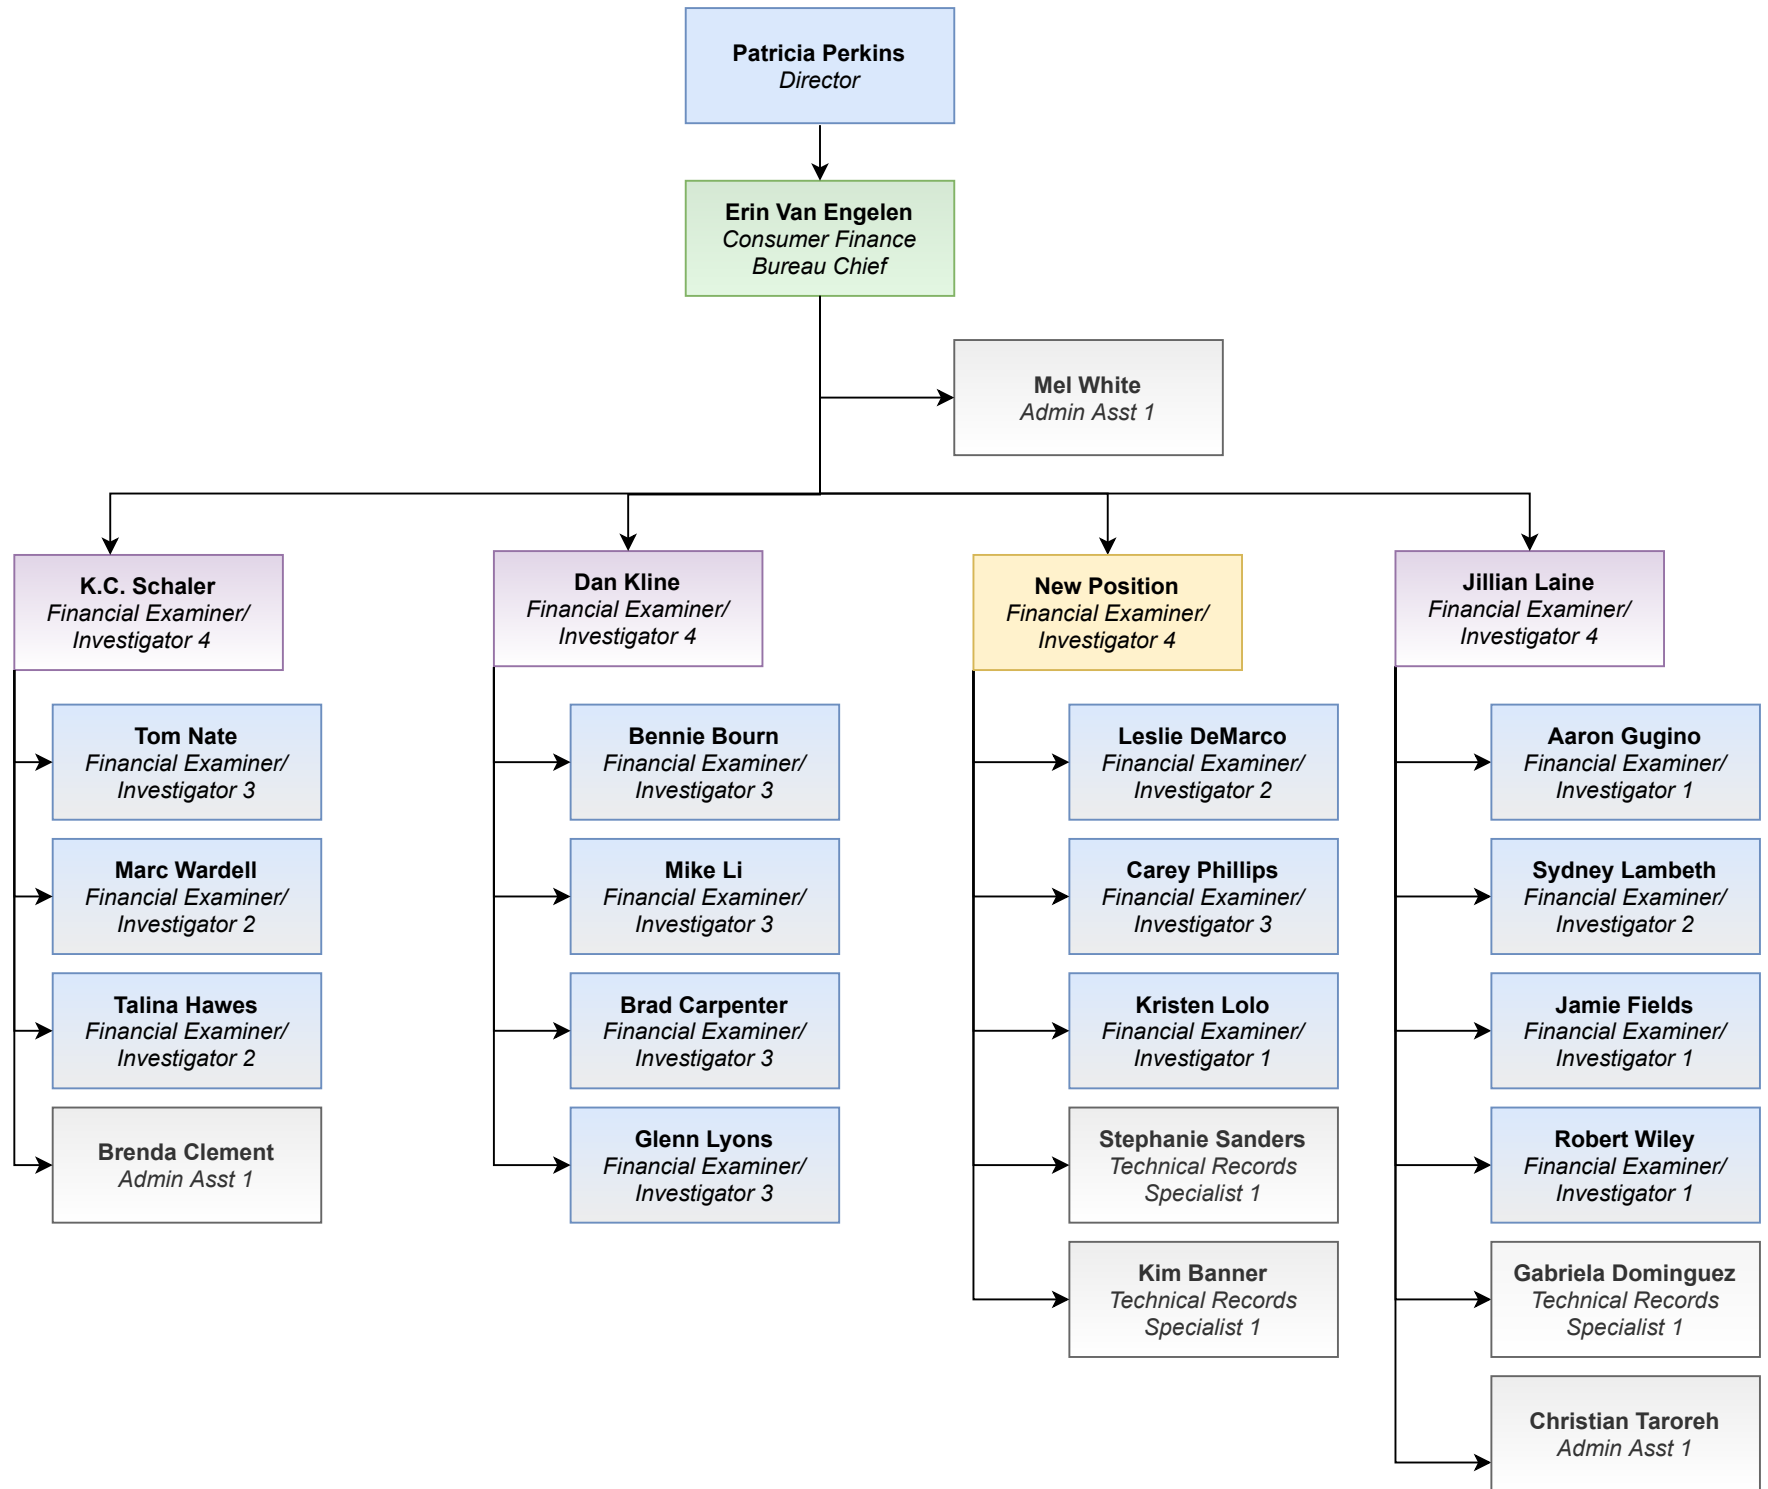 Patricia Perkins
Director
Erin Van Engelen
Consumer Finance
Bureau Chief
Mel White
Admin Asst 1
K.C. Schaler
Financial Examiner/
Investigator 4
Dan Kline
Financial Examiner/
Investigator 4
New Position
Financial Examiner/
Investigator 4
Jillian Laine
Financial Examiner/
Investigator 4
Tom Nate
Financial Examiner/
Investigator 3
Marc Wardell
Financial Examiner/
Investigator 2
Talina Hawes
Financial Examiner/
Investigator 2
Brenda Clement
Admin Asst 1
Bennie Bourn
Financial Examiner/
Investigator 3
Mike Li
Financial Examiner/
Investigator 3
Brad Carpenter
Financial Examiner/
Investigator 3
Glenn Lyons
Financial Examiner/
Investigator 3
Leslie DeMarco
Financial Examiner/
Investigator 2
Carey Phillips
Financial Examiner/
Investigator 3
Kristen Lolo
Financial Examiner/
Investigator 1
Stephanie Sanders
Technical Records
Specialist 1
Kim Banner
Technical Records
Specialist 1
Aaron Gugino
Financial Examiner/
Investigator 1
Sydney Lambeth
Financial Examiner/
Investigator 2
Jamie Fields
Financial Examiner/
Investigator 1
Robert Wiley
Financial Examiner/
Investigator 1
Gabriela Dominguez
Technical Records
Specialist 1
Christian Taroreh
Admin Asst 1